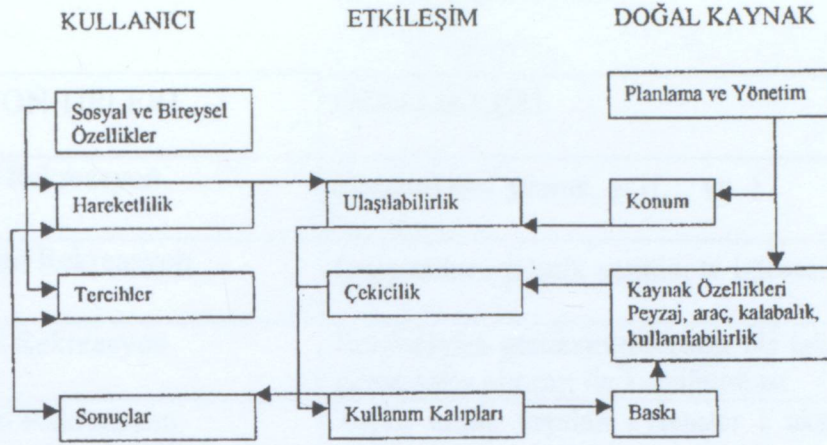 KULLANICI
ETKİLEŞİM
DOĞAL KAYNAK
Sosyal ve Bireysel
Özellikler
Planlama ve Yönetim
Hareketlilik
Ulaşılabilirlik
Konum
Tercihler
Çekicilik
Kaynak Özellikleri
Peyzaj, araç, kalabalık,
kullanılabilirlik
Sonuçlar
Kullanım Kalıpları
Baskı